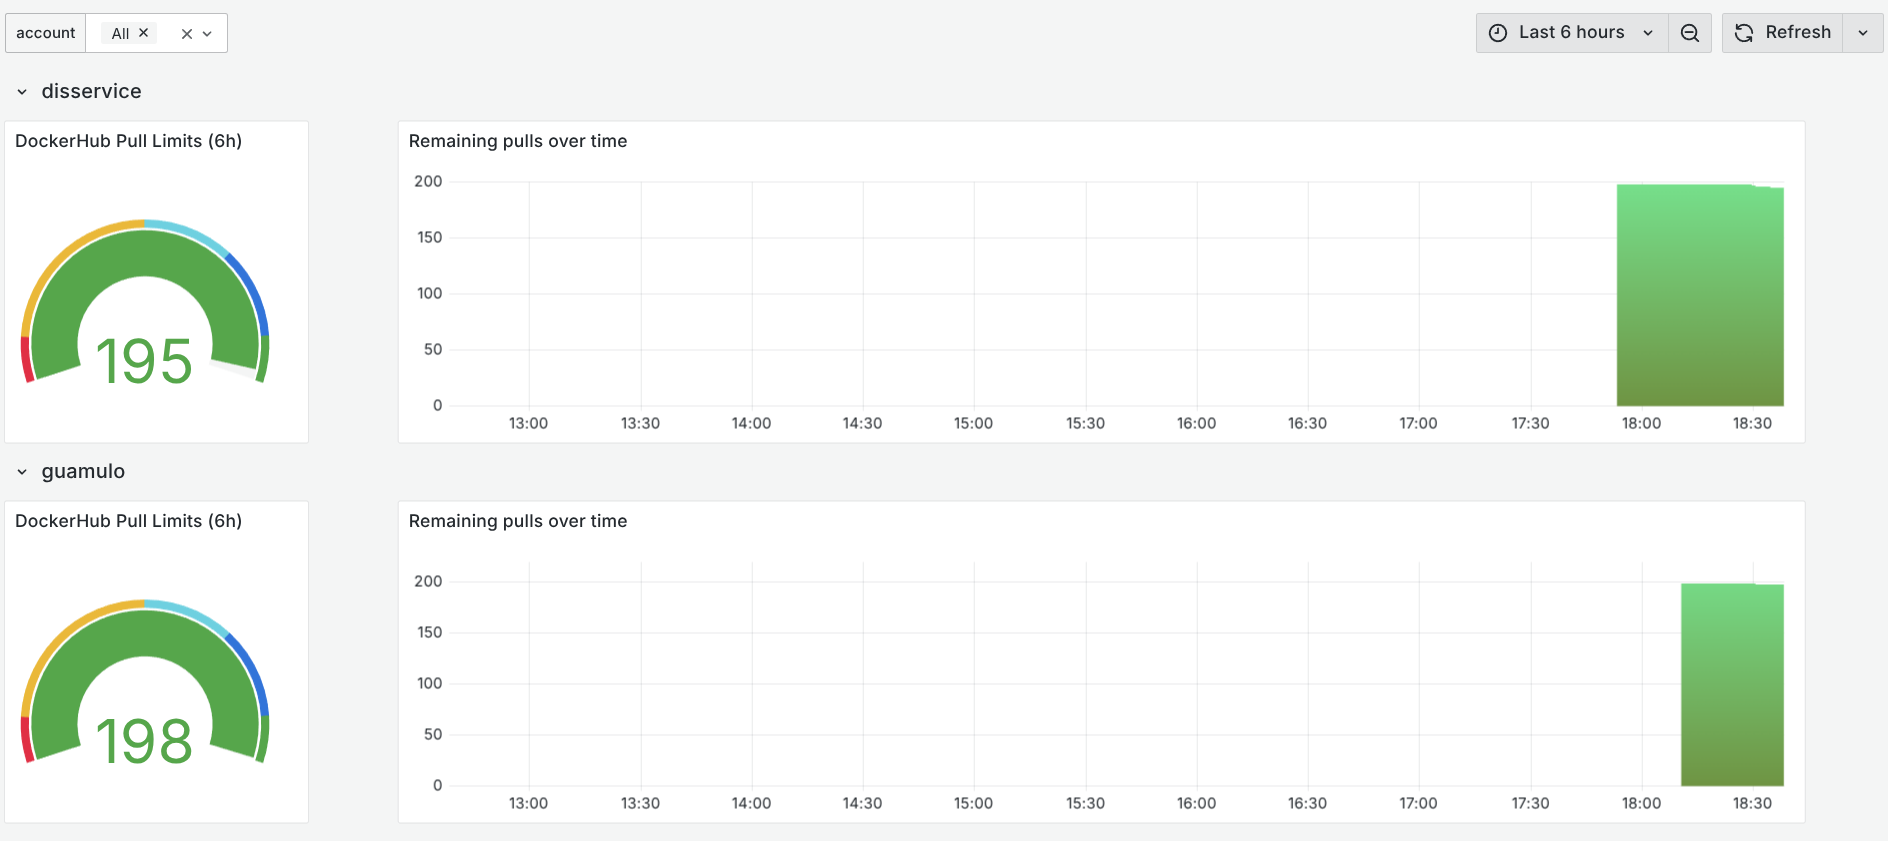 account All Last 6 hours Refresh
disservice
DockerHub Pull Limits (6h)
195
Remaining pulls over time
200
150
100
50
0
13:00 13:30 14:00 14:30 15:00 15:30 16:00 16:30 17:00 17:30 18:00 18:30
guamulo
DockerHub Pull Limits (6h)
198
Remaining pulls over time
200
150
100
50
0
13:00 13:30 14:00 14:30 15:00 15:30 16:00 16:30 17:00 17:30 18:00 18:30